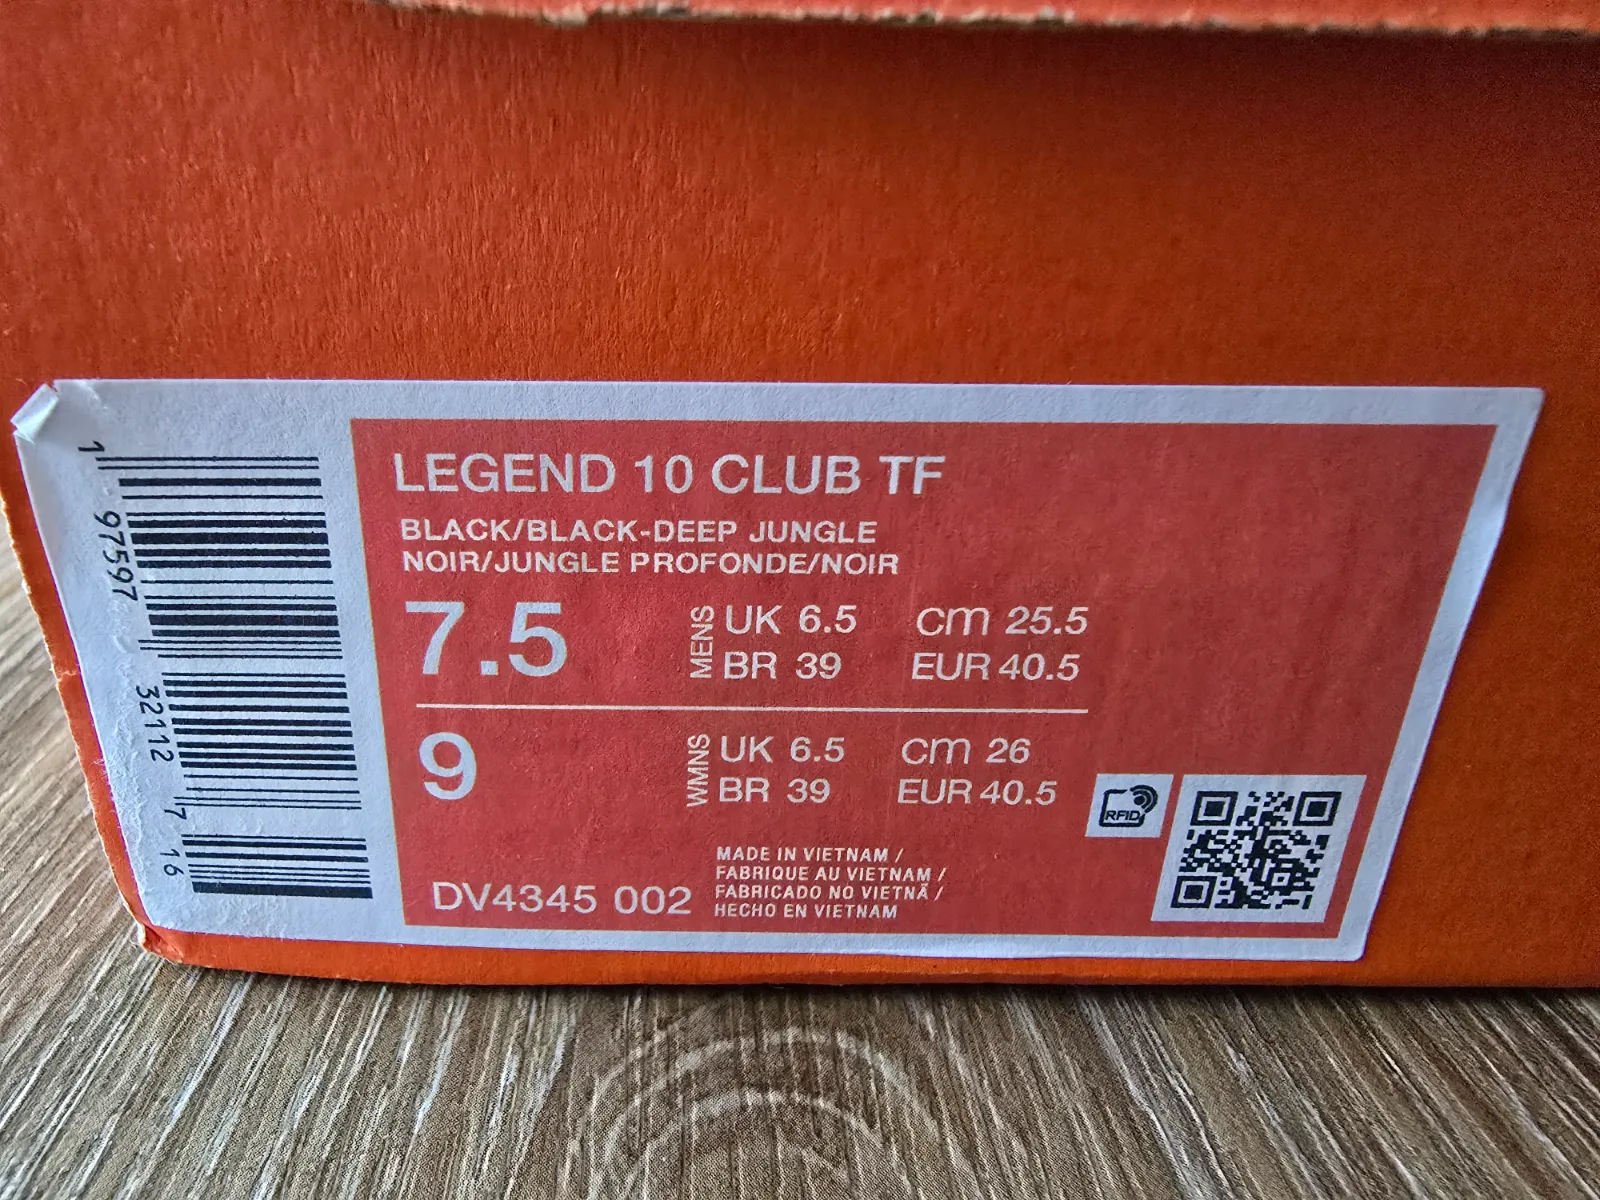 LEGEND 10 CLUB TF
BLACK/BLACK-DEEP JUNGLE
NOIR/JUNGLE PROFONDE/NOIR
7.5
MENS
UK 6.5 CM 25.5
BR 39 EUR 40.5
9
WMNS
UK 6.5 CM 26
BR 39 EUR 40.5
RFID
DV4345 002
MADE IN VIETNAM /
FABRIQUE AU VIETNAM /
FABRICADO NO VIETNÃ /
HECHO EN VIETNAM
1 97597 32112 7 16